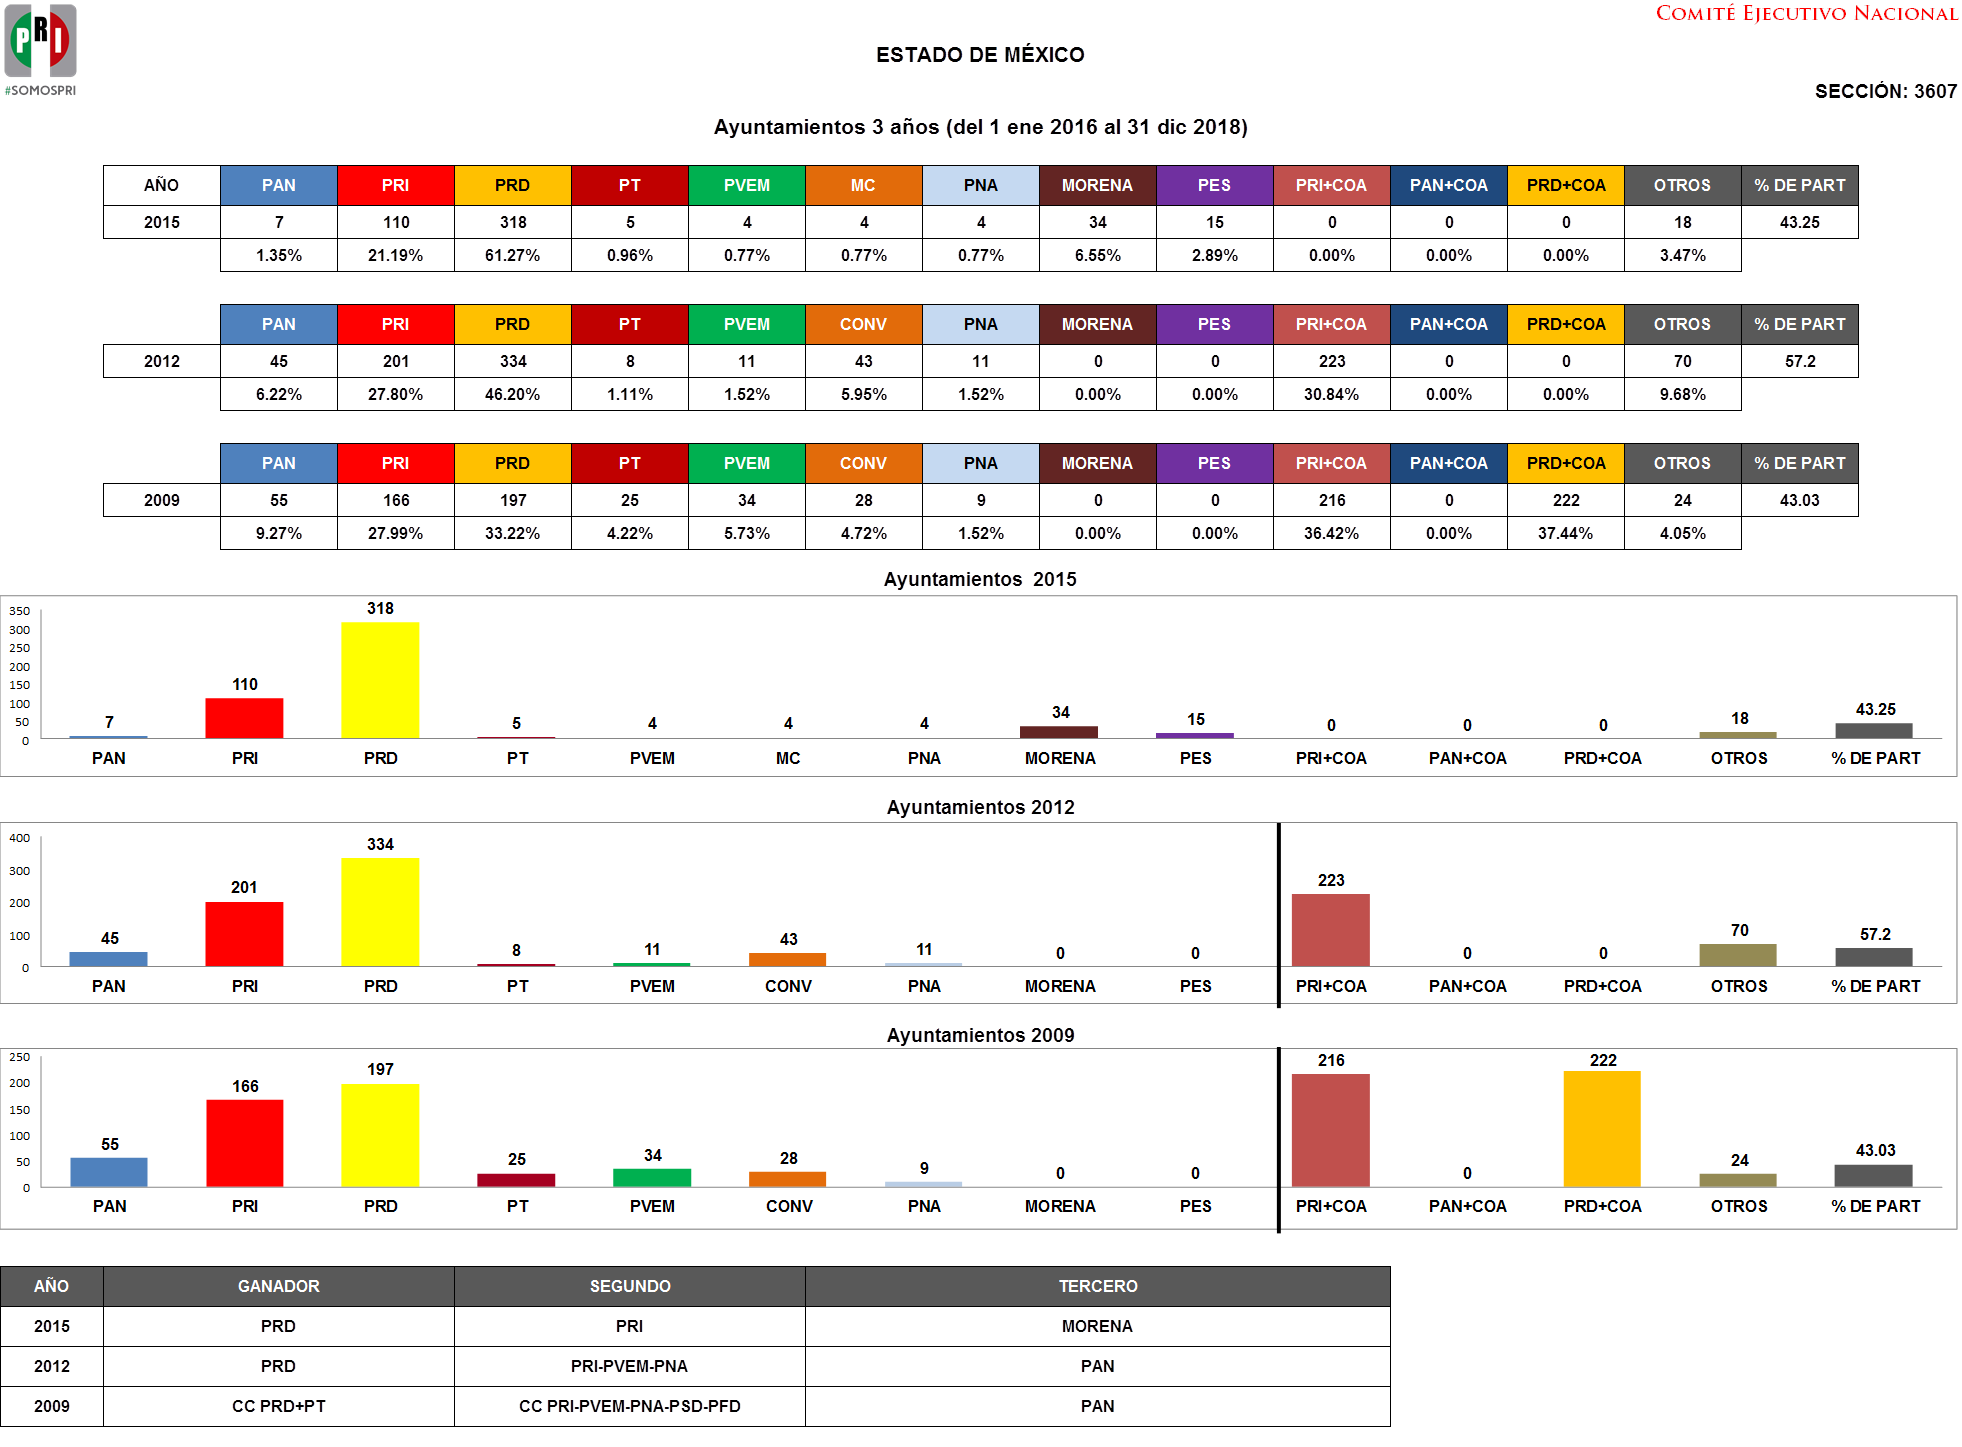 PRI
#SOMOSPRI
COMITÉ EJECUTIVO NACIONAL
ESTADO DE MÉXICO
SECCIÓN: 3607
Ayuntamientos 3 años (del 1 ene 2016 al 31 dic 2018)
AÑO PAN PRI PRD PT PVEM MC PNA MORENA PES PRI+COA PAN+COA PRD+COA OTROS % DE PART
2015 7 110 318 5 4 4 4 34 15 0 0 0 18 43.25
1.35% 21.19% 61.27% 0.96% 0.77% 0.77% 0.77% 6.55% 2.89% 0.00% 0.00% 0.00% 3.47%
PAN PRI PRD PT PVEM CONV PNA MORENA PES PRI+COA PAN+COA PRD+COA OTROS % DE PART
2012 45 201 334 8 11 43 11 0 0 223 0 0 70 57.2
6.22% 27.80% 46.20% 1.11% 1.52% 5.95% 1.52% 0.00% 0.00% 30.84% 0.00% 0.00% 9.68%
PAN PRI PRD PT PVEM CONV PNA MORENA PES PRI+COA PAN+COA PRD+COA OTROS % DE PART
2009 55 166 197 25 34 28 9 0 0 216 0 222 24 43.03
9.27% 27.99% 33.22% 4.22% 5.73% 4.72% 1.52% 0.00% 0.00% 36.42% 0.00% 37.44% 4.05%
Ayuntamientos 2015
350
300
250
200
150
100
50
0
7 110 318 5 4 4 4 34 15 0 0 0 18 43.25
PAN PRI PRD PT PVEM MC PNA MORENA PES PRI+COA PAN+COA PRD+COA OTROS % DE PART
Ayuntamientos 2012
400
300
200
100
0
45 201 334 8 11 43 11 0 0 223 0 0 70 57.2
PAN PRI PRD PT PVEM CONV PNA MORENA PES PRI+COA PAN+COA PRD+COA OTROS % DE PART
Ayuntamientos 2009
250
200
150
100
50
0
55 166 197 25 34 28 9 0 0 216 0 222 24 43.03
PAN PRI PRD PT PVEM CONV PNA MORENA PES PRI+COA PAN+COA PRD+COA OTROS % DE PART
AÑO GANADOR SEGUNDO TERCERO
2015 PRD PRI MORENA
2012 PRD PRI-PVEM-PNA PAN
2009 CC PRD+PT CC PRI-PVEM-PNA-PSD-PFD PAN